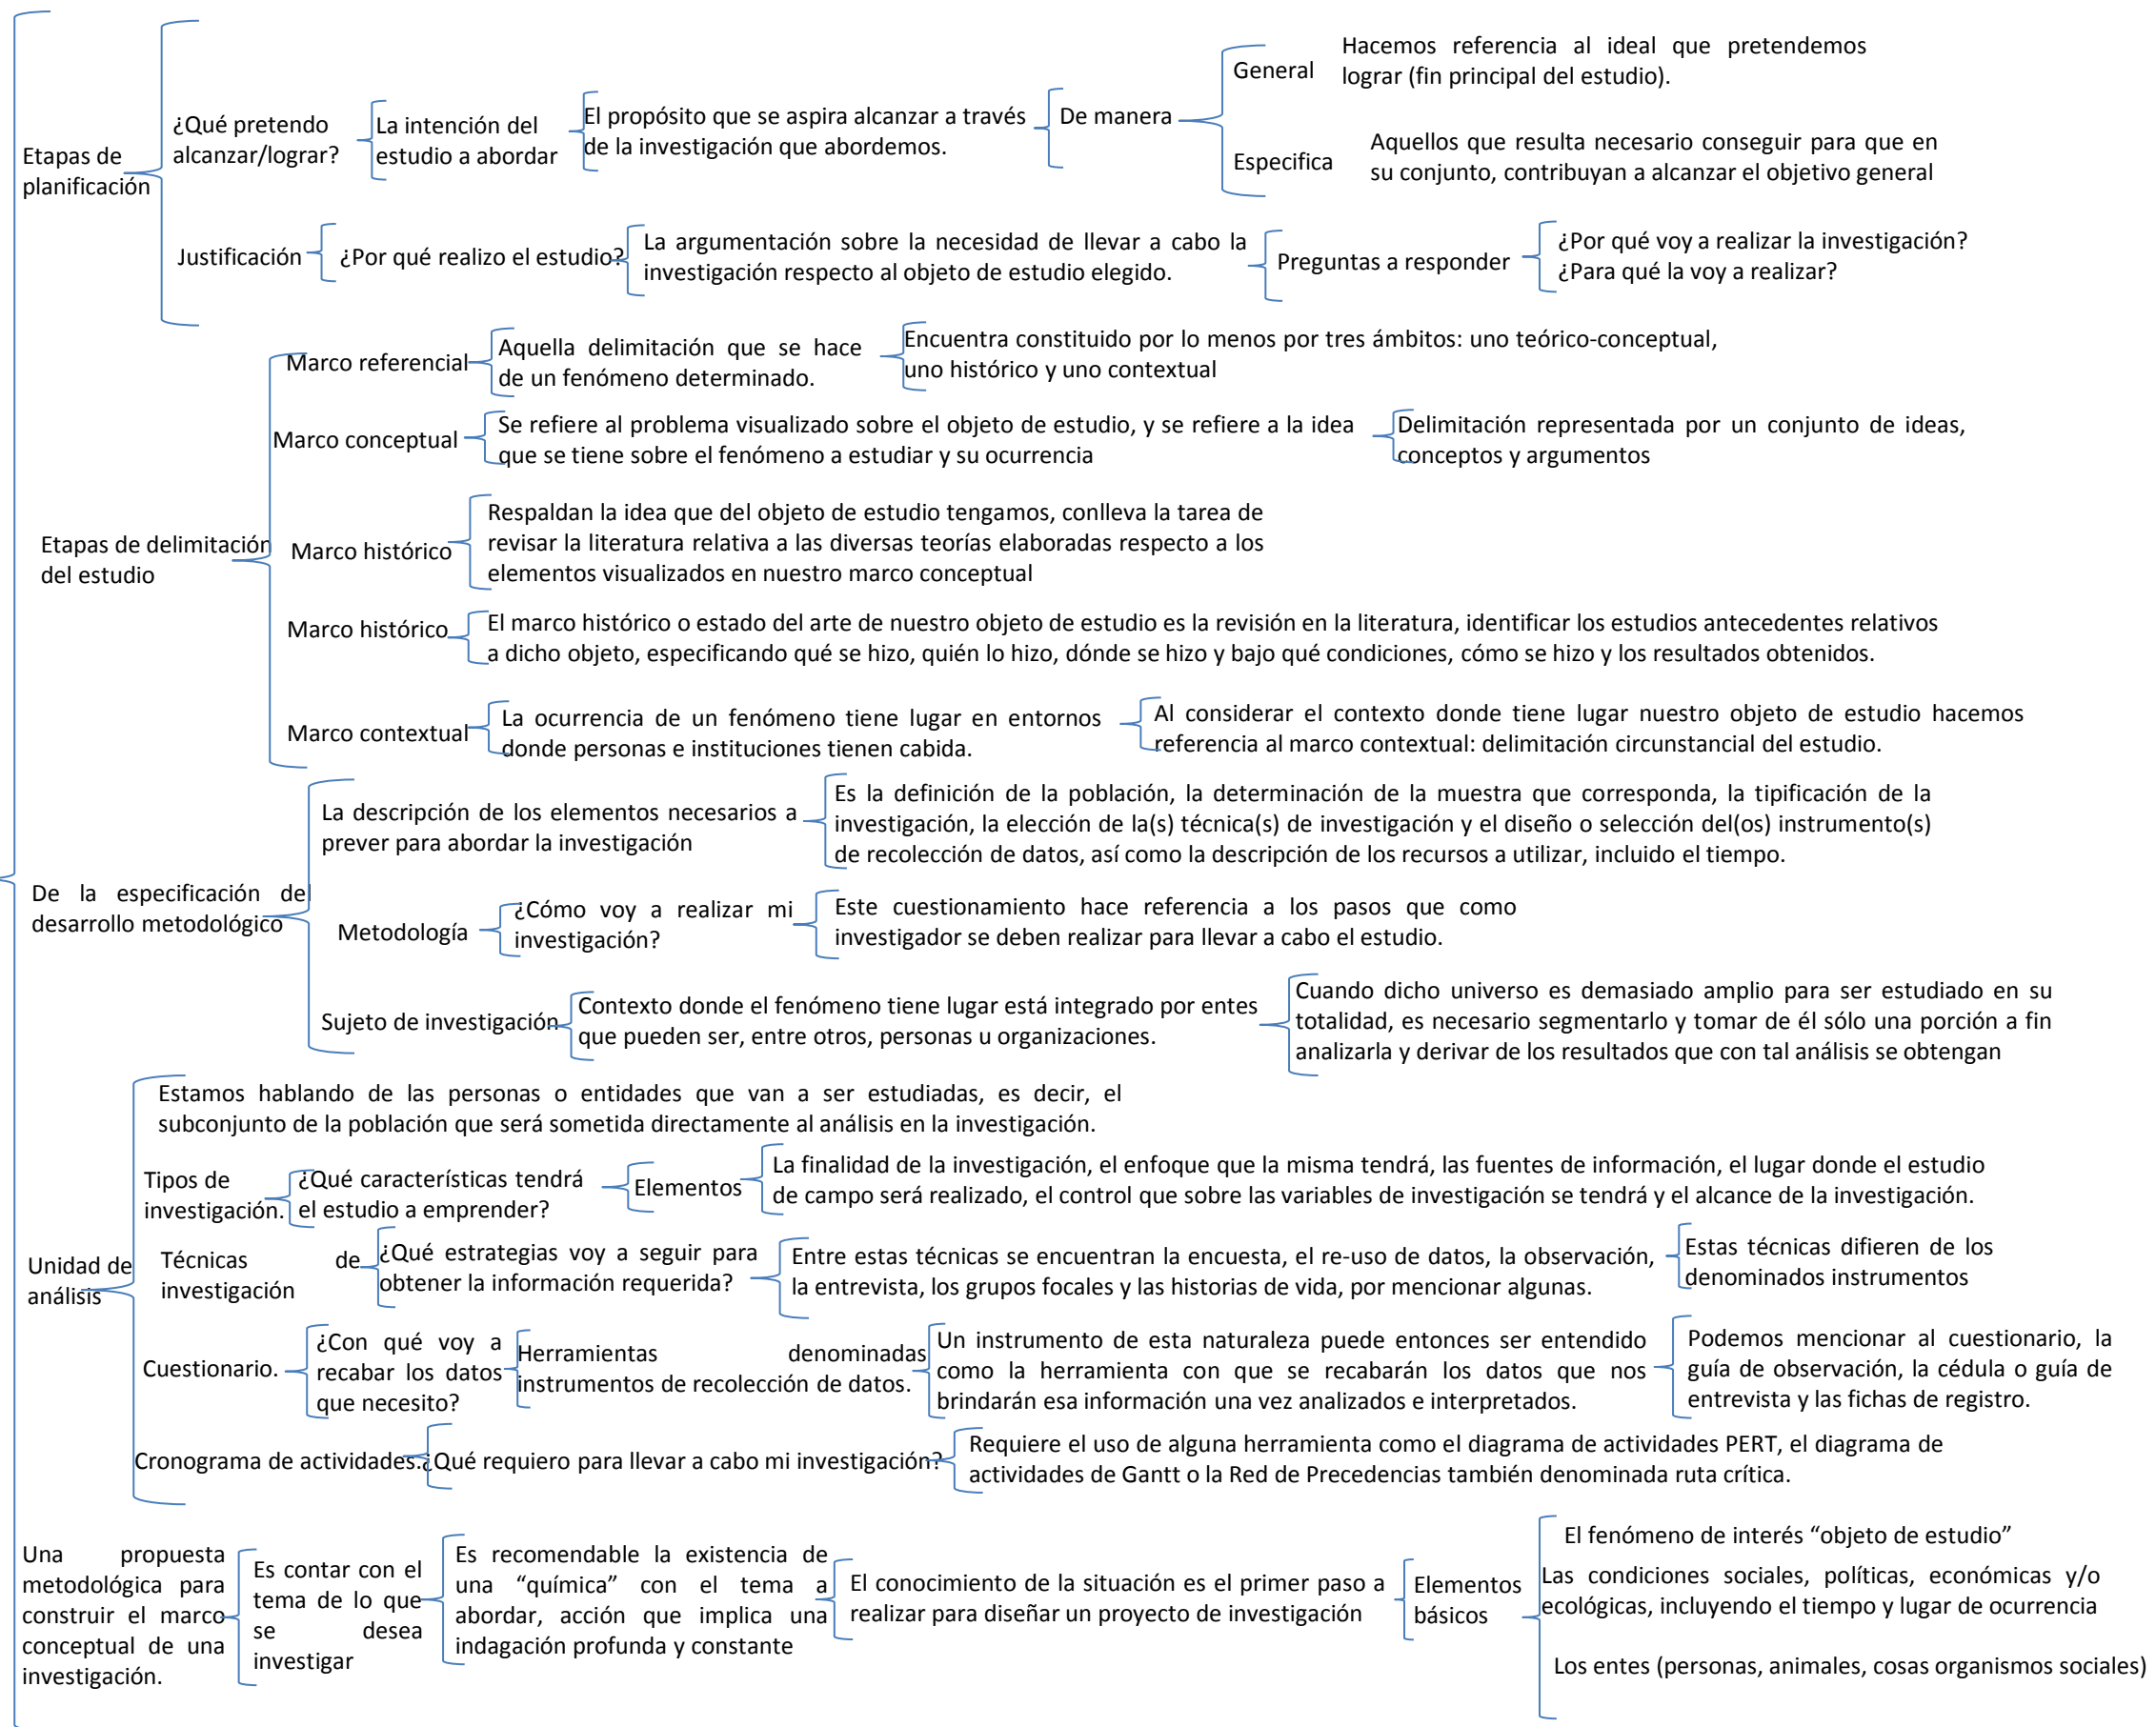 Etapas de
planificación
¿Qué pretendo
alcanzar/lograr?
La intención del
estudio a abordar
El propósito que se aspira alcanzar a través
de la investigación que abordemos.
De manera
General
Hacemos referencia al ideal que pretendemos
lograr (fin principal del estudio).
Especifica
Aquellos que resulta necesario conseguir para que en
su conjunto, contribuyan a alcanzar el objetivo general
Justificación
¿Por qué realizo el estudio?
La argumentación sobre la necesidad de llevar a cabo la
investigación respecto al objeto de estudio elegido.
Preguntas a responder
¿Por qué voy a realizar la investigación?
¿Para qué la voy a realizar?
Etapas de delimitación
del estudio
Marco referencial
Aquella delimitación que se hace
de un fenómeno determinado.
Encuentra constituido por lo menos por tres ámbitos: uno teórico-conceptual,
uno histórico y uno contextual
Marco conceptual
Se refiere al problema visualizado sobre el objeto de estudio, y se refiere a la idea
que se tiene sobre el fenómeno a estudiar y su ocurrencia
Delimitación representada por un conjunto de ideas,
conceptos y argumentos
Marco histórico
Respaldan la idea que del objeto de estudio tengamos, conlleva la tarea de
revisar la literatura relativa a las diversas teorías elaboradas respecto a los
elementos visualizados en nuestro marco conceptual
Marco histórico
El marco histórico o estado del arte de nuestro objeto de estudio es la revisión en la literatura, identificar los estudios antecedentes relativos
a dicho objeto, especificando qué se hizo, quién lo hizo, dónde se hizo y bajo qué condiciones, cómo se hizo y los resultados obtenidos.
Marco contextual
La ocurrencia de un fenómeno tiene lugar en entornos
donde personas e instituciones tienen cabida.
Al considerar el contexto donde tiene lugar nuestro objeto de estudio hacemos
referencia al marco contextual: delimitación circunstancial del estudio.
De la especificación del
desarrollo metodológico
La descripción de los elementos necesarios a
prever para abordar la investigación
Es la definición de la población, la determinación de la muestra que corresponda, la tipificación de la
investigación, la elección de la(s) técnica(s) de investigación y el diseño o selección del(os) instrumento(s)
de recolección de datos, así como la descripción de los recursos a utilizar, incluido el tiempo.
Metodología
¿Cómo voy a realizar mi
investigación?
Este cuestionamiento hace referencia a los pasos que como
investigador se deben realizar para llevar a cabo el estudio.
Sujeto de investigación
Contexto donde el fenómeno tiene lugar está integrado por entes
que pueden ser, entre otros, personas u organizaciones.
Cuando dicho universo es demasiado amplio para ser estudiado en su
totalidad, es necesario segmentarlo y tomar de él sólo una porción a fin
analizarla y derivar de los resultados que con tal análisis se obtengan
Unidad de
análisis
Estamos hablando de las personas o entidades que van a ser estudiadas, es decir, el
subconjunto de la población que será sometida directamente al análisis en la investigación.
Tipos de
investigación.
¿Qué características tendrá
el estudio a emprender?
Elementos
La finalidad de la investigación, el enfoque que la misma tendrá, las fuentes de información, el lugar donde el estudio
de campo será realizado, el control que sobre las variables de investigación se tendrá y el alcance de la investigación.
Técnicas de
investigación
¿Qué estrategias voy a seguir para
obtener la información requerida?
Entre estas técnicas se encuentran la encuesta, el re-uso de datos, la observación,
la entrevista, los grupos focales y las historias de vida, por mencionar algunas.
Estas técnicas difieren de los
denominados instrumentos
Cuestionario.
¿Con qué voy a
recabar los datos
que necesito?
Herramientas denominadas
instrumentos de recolección de datos.
Un instrumento de esta naturaleza puede entonces ser entendido
como la herramienta con que se recabarán los datos que nos
brindarán esa información una vez analizados e interpretados.
Podemos mencionar al cuestionario, la
guía de observación, la cédula o guía de
entrevista y las fichas de registro.
Cronograma de actividades.
¿Qué requiero para llevar a cabo mi investigación?
Requiere el uso de alguna herramienta como el diagrama de actividades PERT, el diagrama de
actividades de Gantt o la Red de Precedencias también denominada ruta crítica.
Una propuesta
metodológica para
construir el marco
conceptual de una
investigación.
Es contar con el
tema de lo que
se desea
investigar
Es recomendable la existencia de
una “química” con el tema a
abordar, acción que implica una
indagación profunda y constante
El conocimiento de la situación es el primer paso a
realizar para diseñar un proyecto de investigación
Elementos
básicos
El fenómeno de interés “objeto de estudio”
Las condiciones sociales, políticas, económicas y/o
ecológicas, incluyendo el tiempo y lugar de ocurrencia
Los entes (personas, animales, cosas organismos sociales)